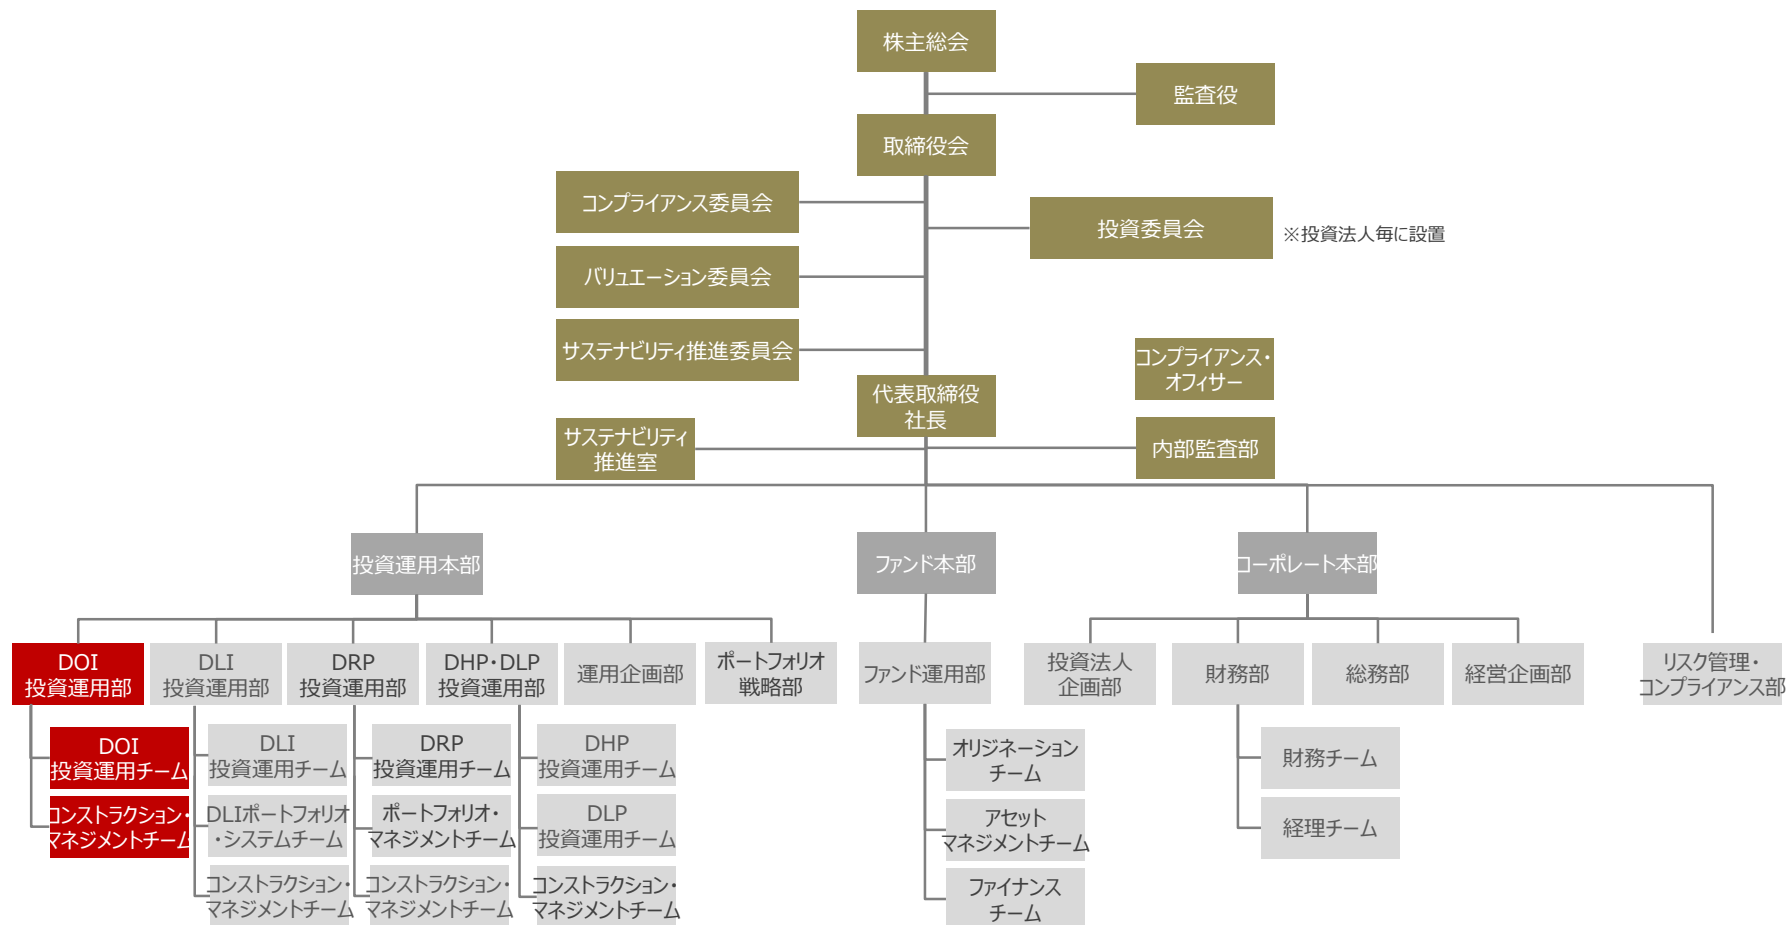 株主総会
監査役
取締役会
コンプライアンス委員会
投資委員会
※投資法人毎に設置
バリュエーション委員会
サステナビリティ推進委員会
コンプライアンス・
オフィサー
代表取締役
社長
サステナビリティ
推進室
内部監査部
投資運用本部
ファンド本部
コーポレート本部
DOI
投資運用部
DLI
投資運用部
DRP
投資運用部
DHP・DLP
投資運用部
運用企画部
ポートフォリオ
戦略部
ファンド運用部
投資法人
企画部
財務部
総務部
経営企画部
リスク管理・
コンプライアンス部
DOI
投資運用チーム
コンストラクション・
マネジメントチーム
DLI
投資運用チーム
DLIポートフォリオ
・システムチーム
コンストラクション・
マネジメントチーム
DRP
投資運用チーム
ポートフォリオ・
マネジメントチーム
コンストラクション・
マネジメントチーム
DHP
投資運用チーム
DLP
投資運用チーム
コンストラクション・
マネジメントチーム
オリジネーション
チーム
アセット
マネジメントチーム
ファイナンス
チーム
財務チーム
経理チーム